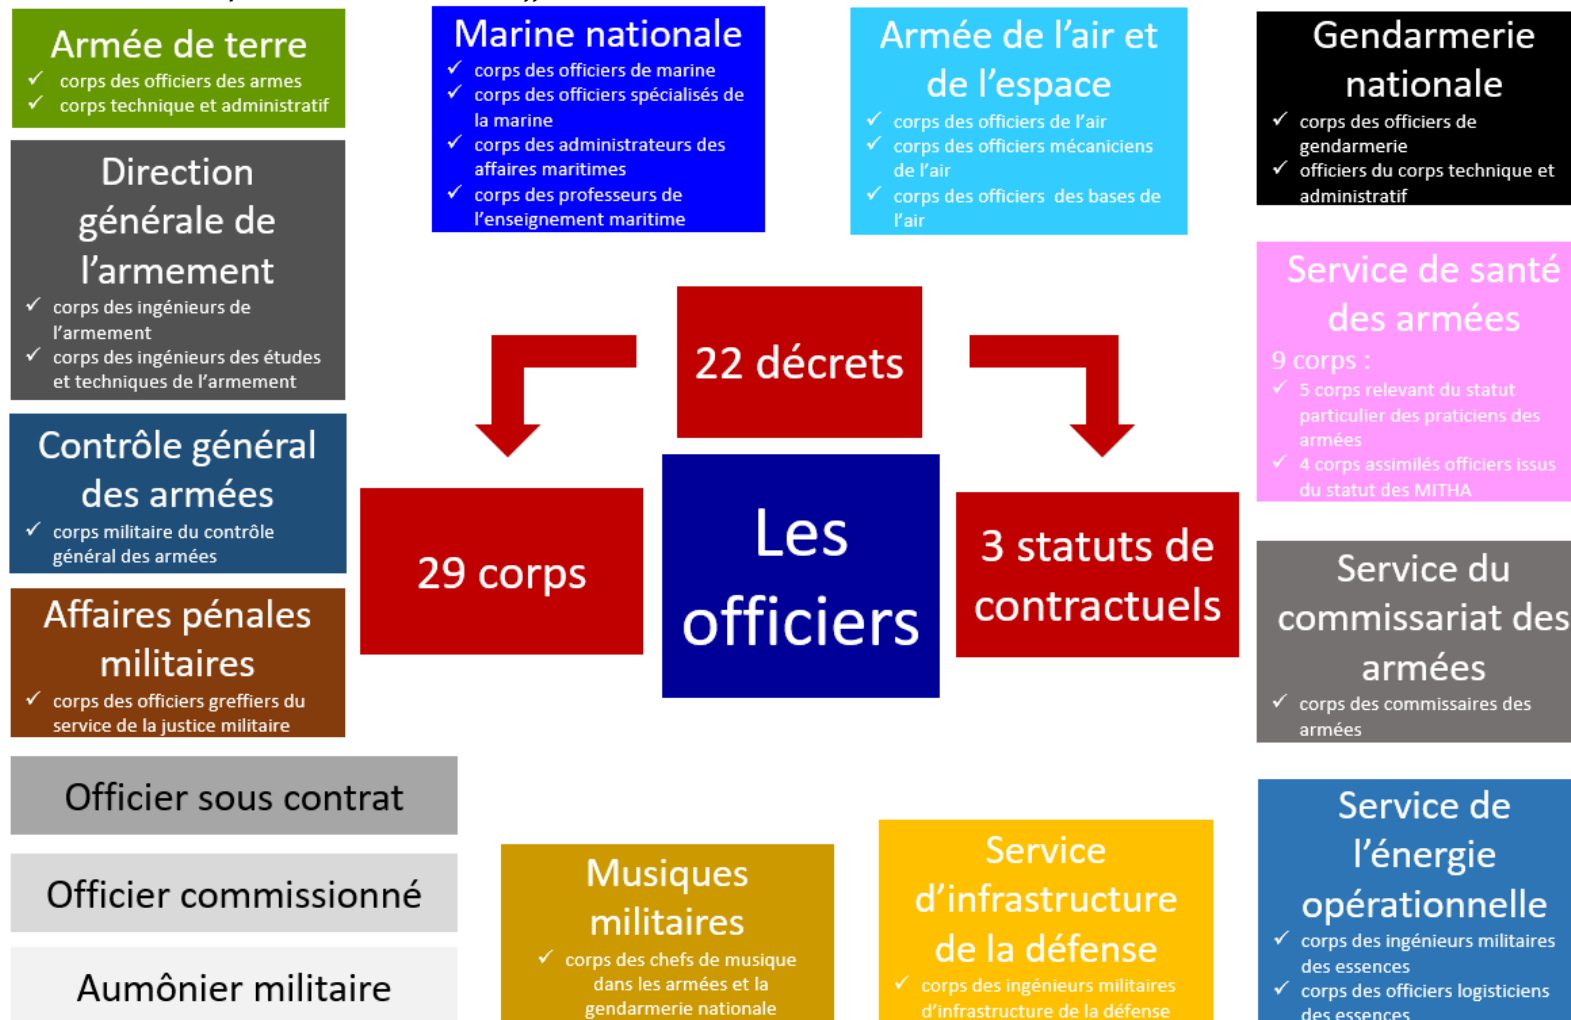 Armée de terre
✓ corps des officiers des armes
✓ corps technique et administratif
Marine nationale
✓ corps des officiers de marine
✓ corps des officiers spécialisés de
la marine
✓ corps des administrateurs des
affaires maritimes
✓ corps des professeurs de
l'enseignement maritime
Armée de l'air et
de l'espace
✓ corps des officiers de l'air
✓ corps des officiers mécaniciens
de l'air
✓ corps des officiers des bases de
l'air
Gendarmerie
nationale
✓ corps des officiers de
gendarmerie
✓ officiers du corps technique et
administratif
Direction
générale de
l'armement
✓ corps des ingénieurs de
l'armement
✓ corps des ingénieurs des études
et techniques de l'armement
Service de santé
des armées
9 corps :
✓ 5 corps relevant du statut
particulier des praticiens des
armées
✓ 4 corps assimilés officiers issus
du statut des MITHA
22 décrets
Contrôle général
des armées
✓ corps militaire du contrôle
général des armées
29 corps
Les
officiers
3 statuts de
contractuels
Service du
commissariat des
armées
✓ corps des commissaires des
armées
Affaires pénales
militaires
✓ corps des officiers greffiers du
service de la justice militaire
Officier sous contrat
Officier commissionné
Aumônier militaire
Musiques
militaires
✓ corps des chefs de musique
dans les armées et la
gendarmerie nationale
Service
d'infrastructure
de la défense
✓ corps des ingénieurs militaires
d'infrastructure de la défense
Service de
l'énergie
opérationnelle
✓ corps des ingénieurs militaires
des essences
✓ corps des officiers logisticiens
des essences